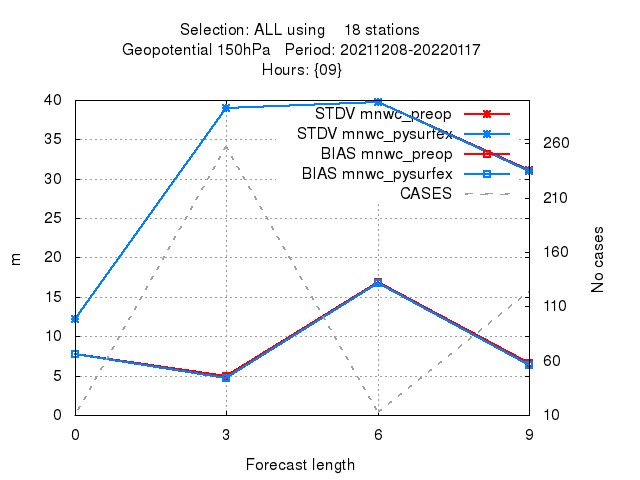 Selection: ALL using    18 stations
Geopotential 150hPa   Period: 20211208-20220117
Hours: {09}
STDV mnwc_preop
STDV mnwc_pysurfex
BIAS mnwc_preop
BIAS mnwc_pysurfex
CASES
40
35
30
25
20
15
10
5
0
m
260
210
160
110
60
10
No cases
0 3 6 9
Forecast length